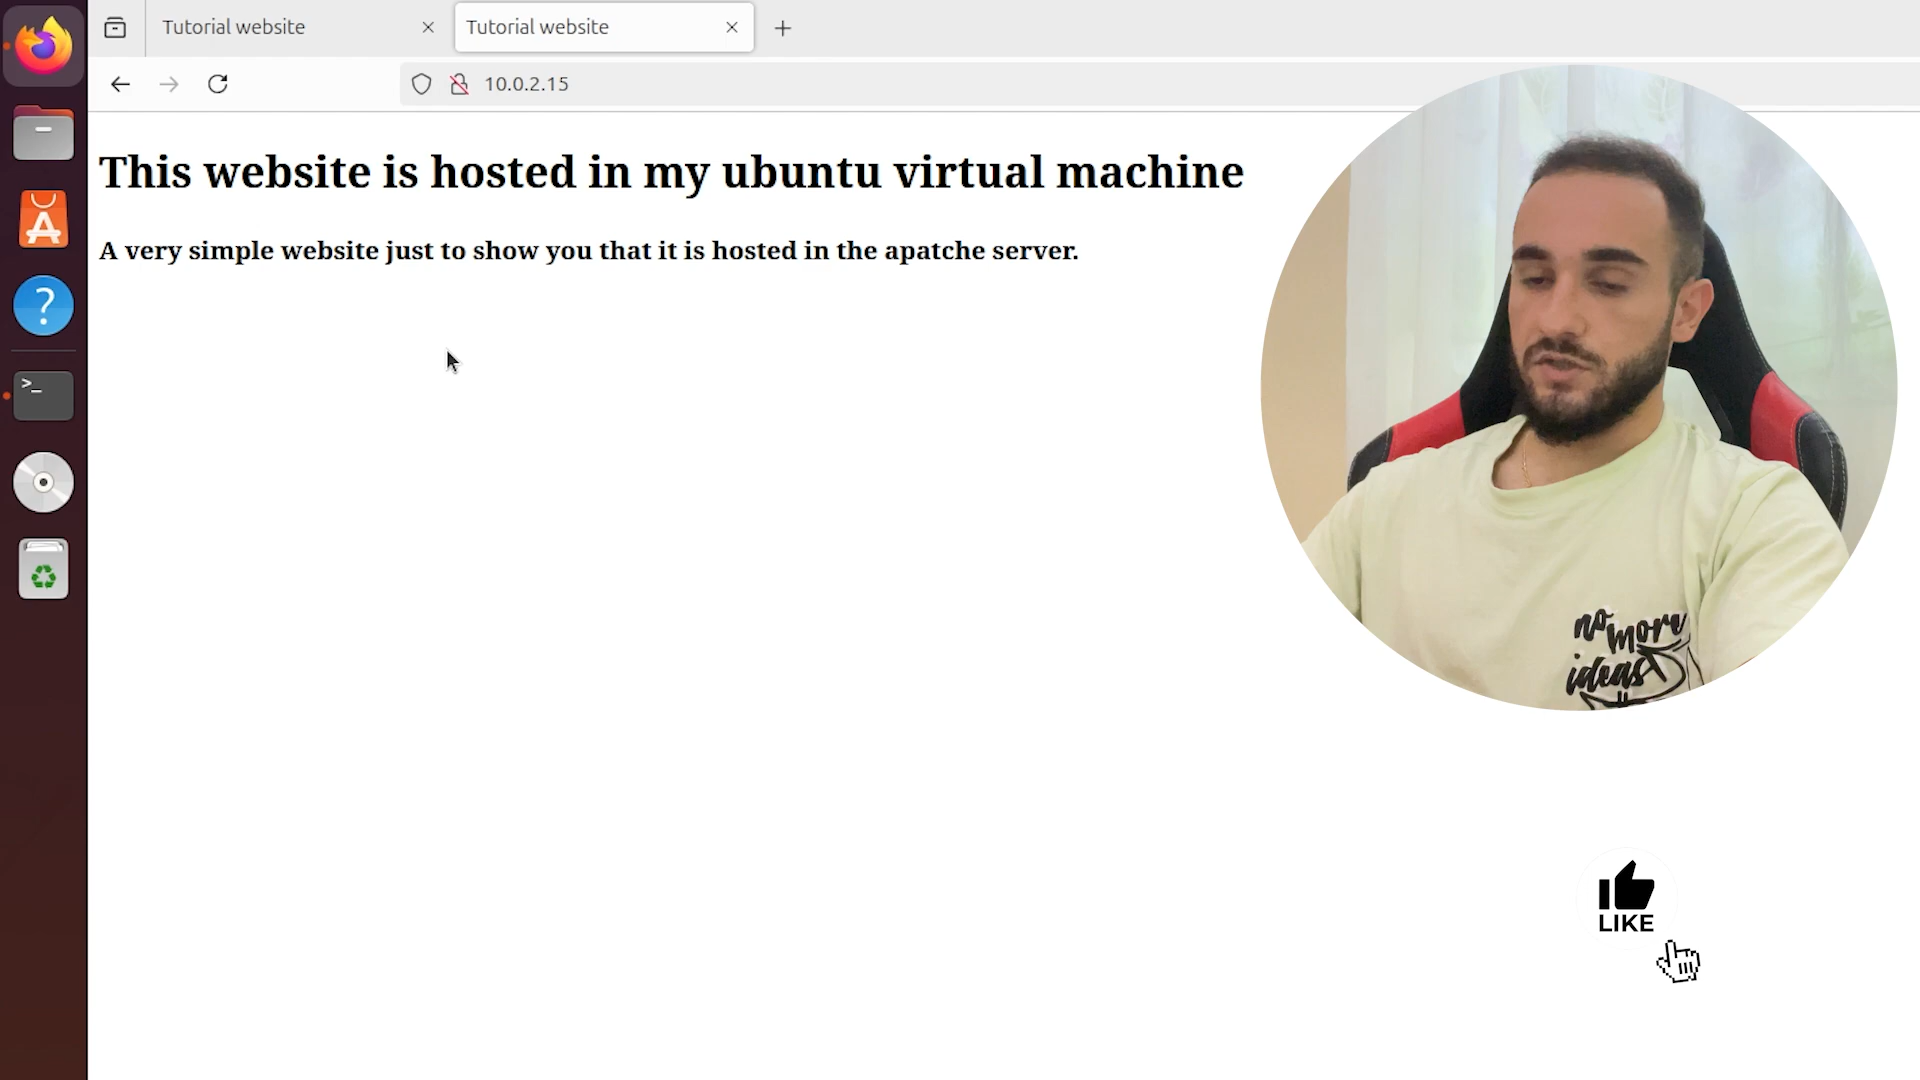 Tutorial website
Tutorial website
10.0.2.15
This website is hosted in my ubuntu virtual machine
A very simple website just to show you that it is hosted in the apatche server.
no more
ideas
LIKE